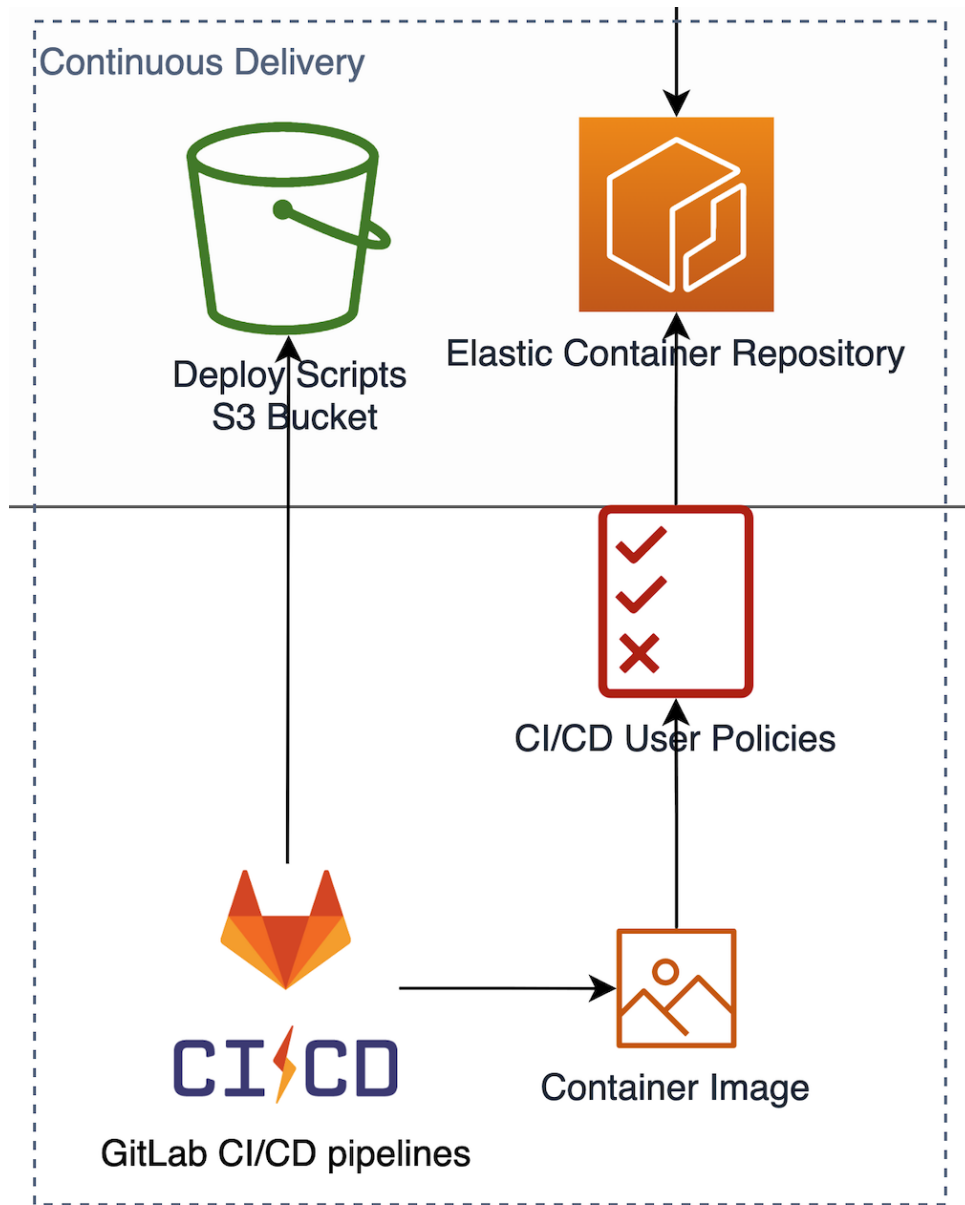 Continuous Delivery
Deploy Scripts
S3 Bucket
Elastic Container Repository
CI/CD User Policies
CI CD
GitLab CI/CD pipelines
Container Image